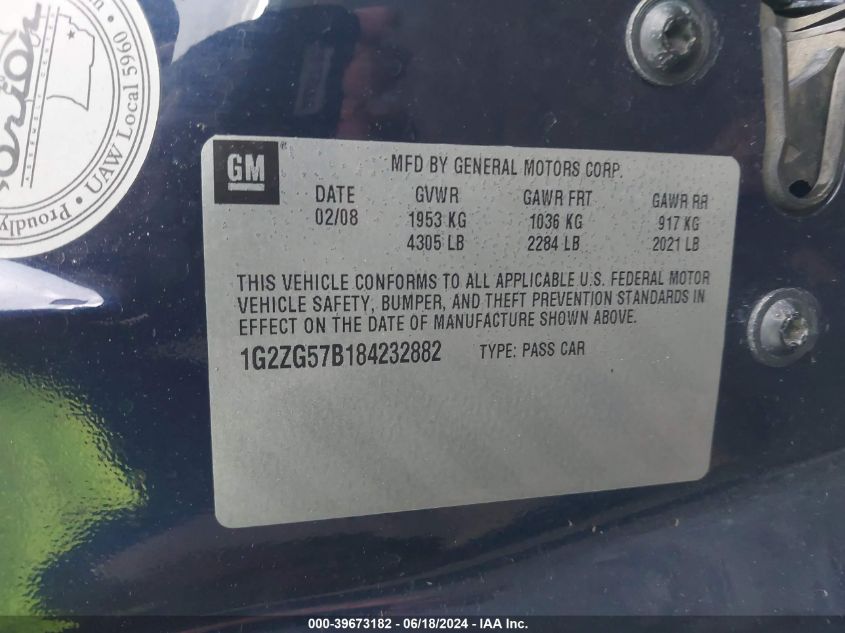 orion
ASSEMBLY
Proudly
• UAW Local 5960 •
GM
®
MFD BY GENERAL MOTORS CORP.
DATE GVWR GAWR FRT GAWR RR
02/08 1953 KG 1036 KG 917 KG
4305 LB 2284 LB 2021 LB
THIS VEHICLE CONFORMS TO ALL APPLICABLE U.S. FEDERAL MOTOR
VEHICLE SAFETY, BUMPER, AND THEFT PREVENTION STANDARDS IN
EFFECT ON THE DATE OF MANUFACTURE SHOWN ABOVE.
1G2ZG57B184232882 TYPE: PASS CAR
000-39673182 - 06/18/2024 - IAA Inc.